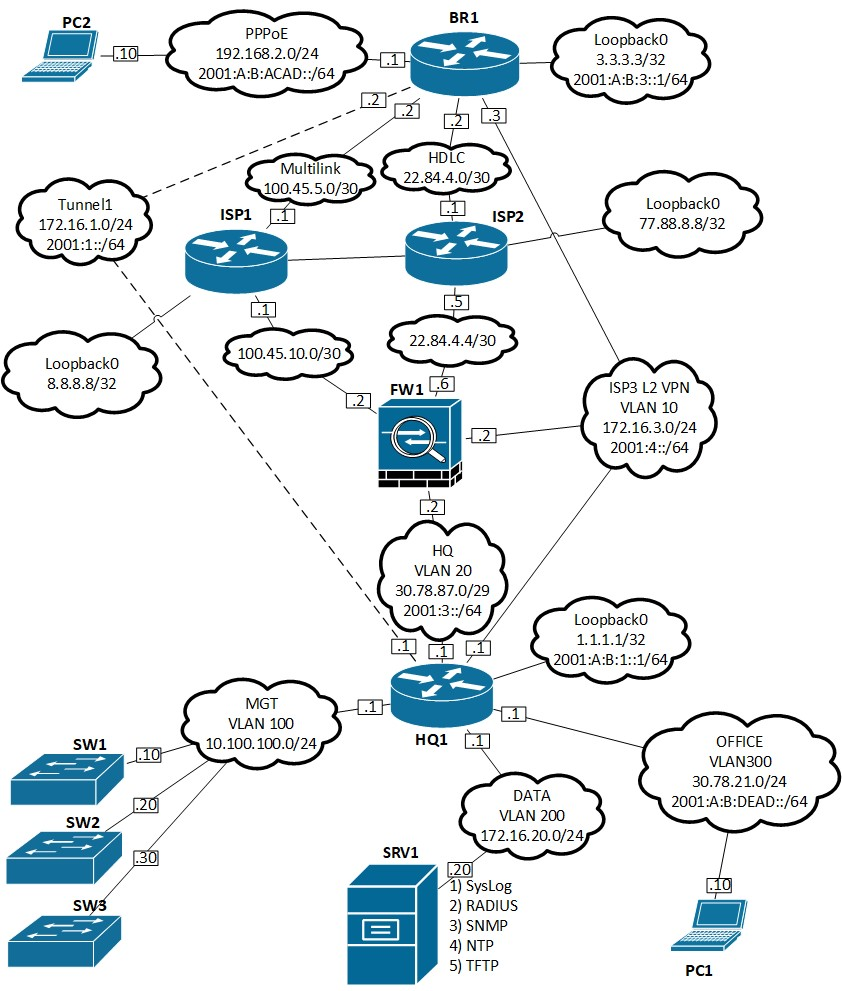 PC2
.10
PPPoE
192.168.2.0/24
2001:A:B:ACAD::/64
.1
BR1
Loopback0
3.3.3.3/32
2001:A:B:3::1/64
.2
.2
.2
.3
Multilink
100.45.5.0/30
HDLC
22.84.4.0/30
Tunnel1
172.16.1.0/24
2001:1::/64
.1
ISP1
.1
ISP2
Loopback0
77.88.8.8/32
.1
.5
Loopback0
8.8.8.8/32
100.45.10.0/30
22.84.4.4/30
.2
FW1
.6
.2
ISP3 L2 VPN
VLAN 10
172.16.3.0/24
2001:4::/64
.2
HQ
VLAN 20
30.78.87.0/29
2001:3::/64
.1
.1
.1
Loopback0
1.1.1.1/32
2001:A:B:1::1/64
MGT
VLAN 100
10.100.100.0/24
.1
HQ1
.1
.1
OFFICE
VLAN300
30.78.21.0/24
2001:A:B:DEAD::/64
SW1
.10
SW2
.20
SW3
.30
DATA
VLAN 200
172.16.20.0/24
SRV1
.20
1) SysLog
2) RADIUS
3) SNMP
4) NTP
5) TFTP
.10
PC1